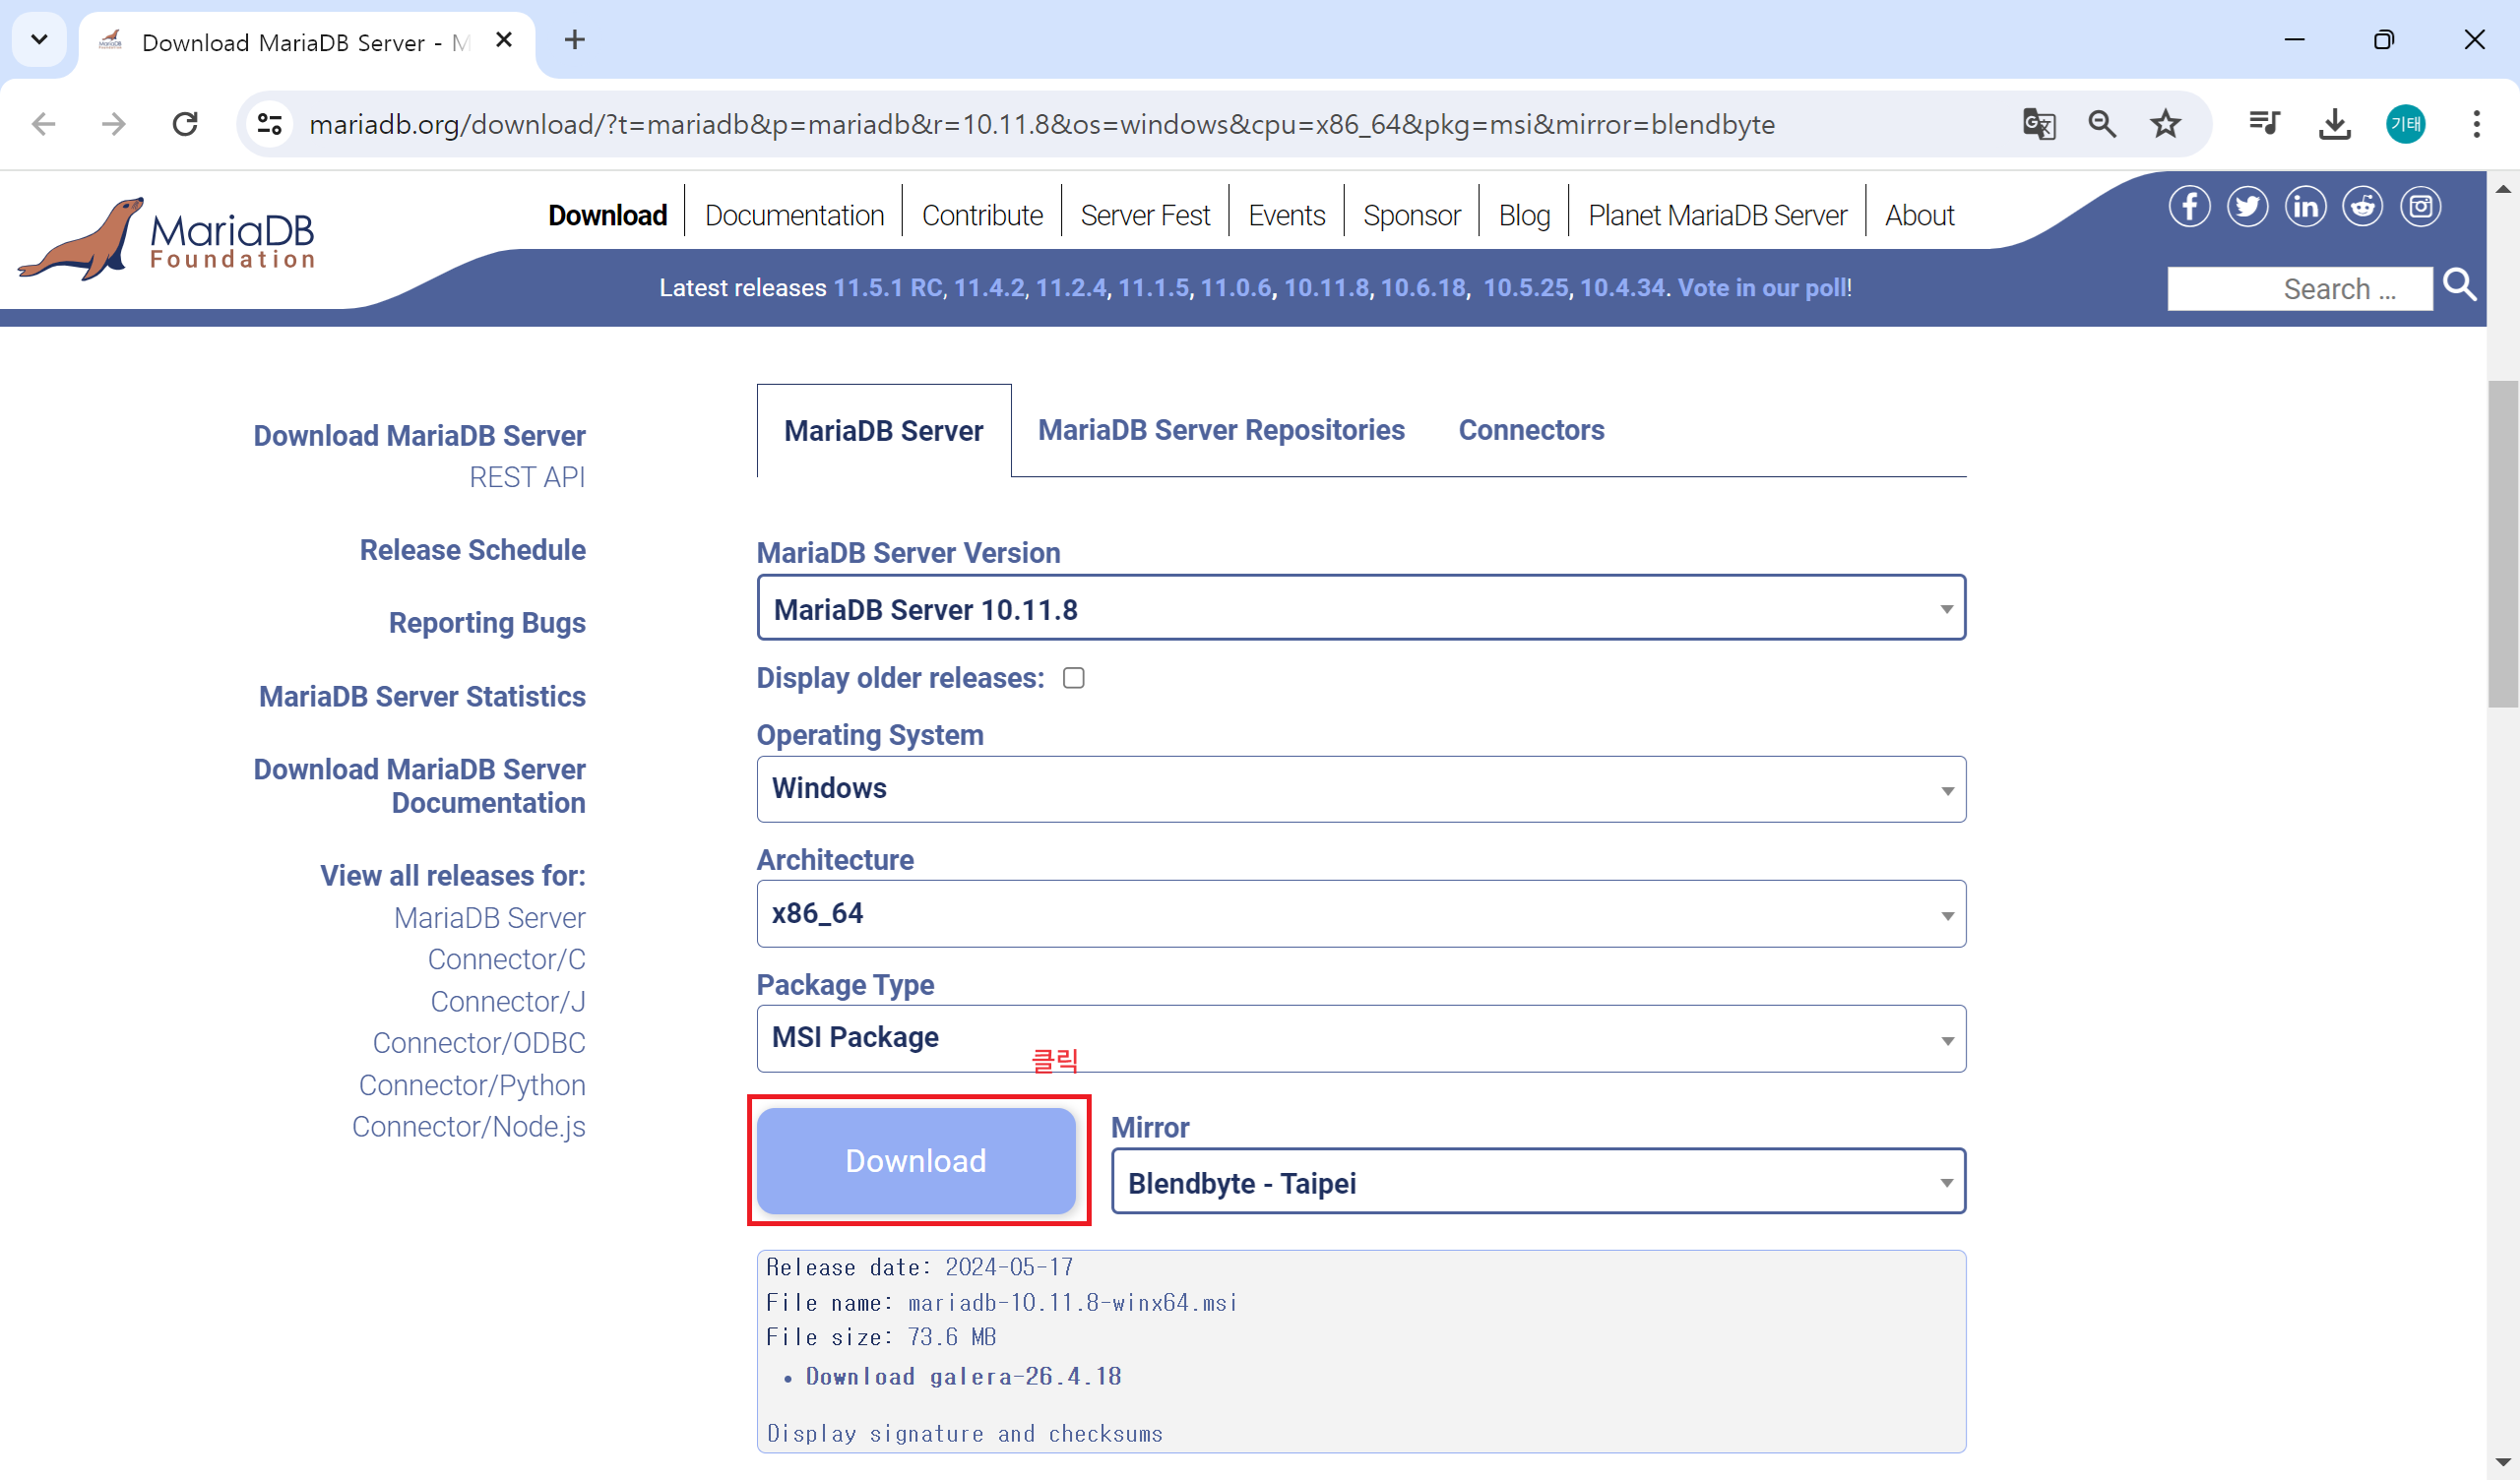 Download MariaDB Server - M
mariadb.org/download/?t=mariadb&p=mariadb&r=10.11.8&os=windows&cpu=x86_64&pkg=msi&mirror=blendbyte
기태
MariaDB
Foundation
Download
Documentation
Contribute
Server Fest
Events
Sponsor
Blog
Planet MariaDB Server
About
Latest releases 11.5.1 RC, 11.4.2, 11.2.4, 11.1.5, 11.0.6, 10.11.8, 10.6.18, 10.5.25, 10.4.34. Vote in our poll!
Search ...
Download MariaDB Server
REST API
Release Schedule
Reporting Bugs
MariaDB Server Statistics
Download MariaDB Server
Documentation
View all releases for:
MariaDB Server
Connector/C
Connector/J
Connector/ODBC
Connector/Python
Connector/Node.js
MariaDB Server
MariaDB Server Repositories
Connectors
MariaDB Server Version
MariaDB Server 10.11.8
Display older releases:
Operating System
Windows
Architecture
x86_64
Package Type
MSI Package
클릭
Download
Mirror
Blendbyte - Taipei
Release date: 2024-05-17
File name: mariadb-10.11.8-winx64.msi
File size: 73.6 MB
• Download galera-26.4.18
Display signature and checksums